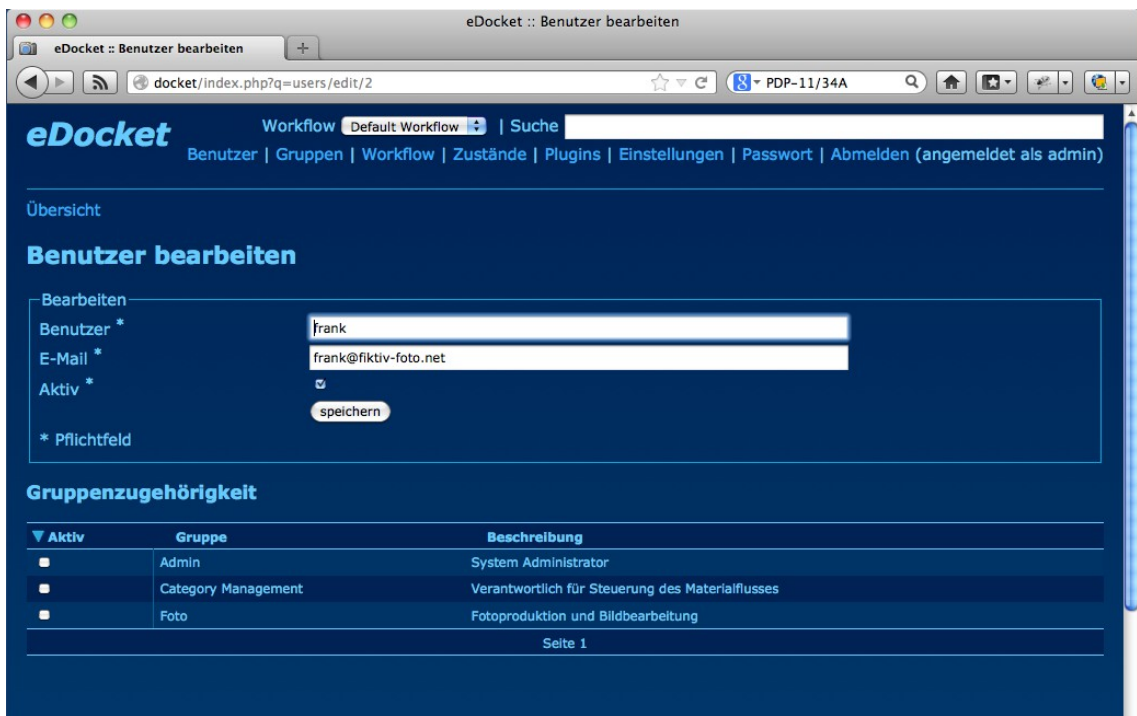 eDocket :: Benutzer bearbeiten
eDocket :: Benutzer bearbeiten
docket/index.php?q=users/edit/2
PDP-11/34A
eDocket
Workflow Default Workflow | Suche
Benutzer | Gruppen | Workflow | Zustände | Plugins | Einstellungen | Passwort | Abmelden (angemeldet als admin)
Übersicht
Benutzer bearbeiten
Bearbeiten
Benutzer * frank
E-Mail * frank@fiktiv-foto.net
Aktiv *
speichern
* Pflichtfeld
Gruppenzugehörigkeit
Aktiv Gruppe Beschreibung
Admin System Administrator
Category Management Verantwortlich für Steuerung des Materialflusses
Foto Fotoproduktion und Bildbearbeitung
Seite 1